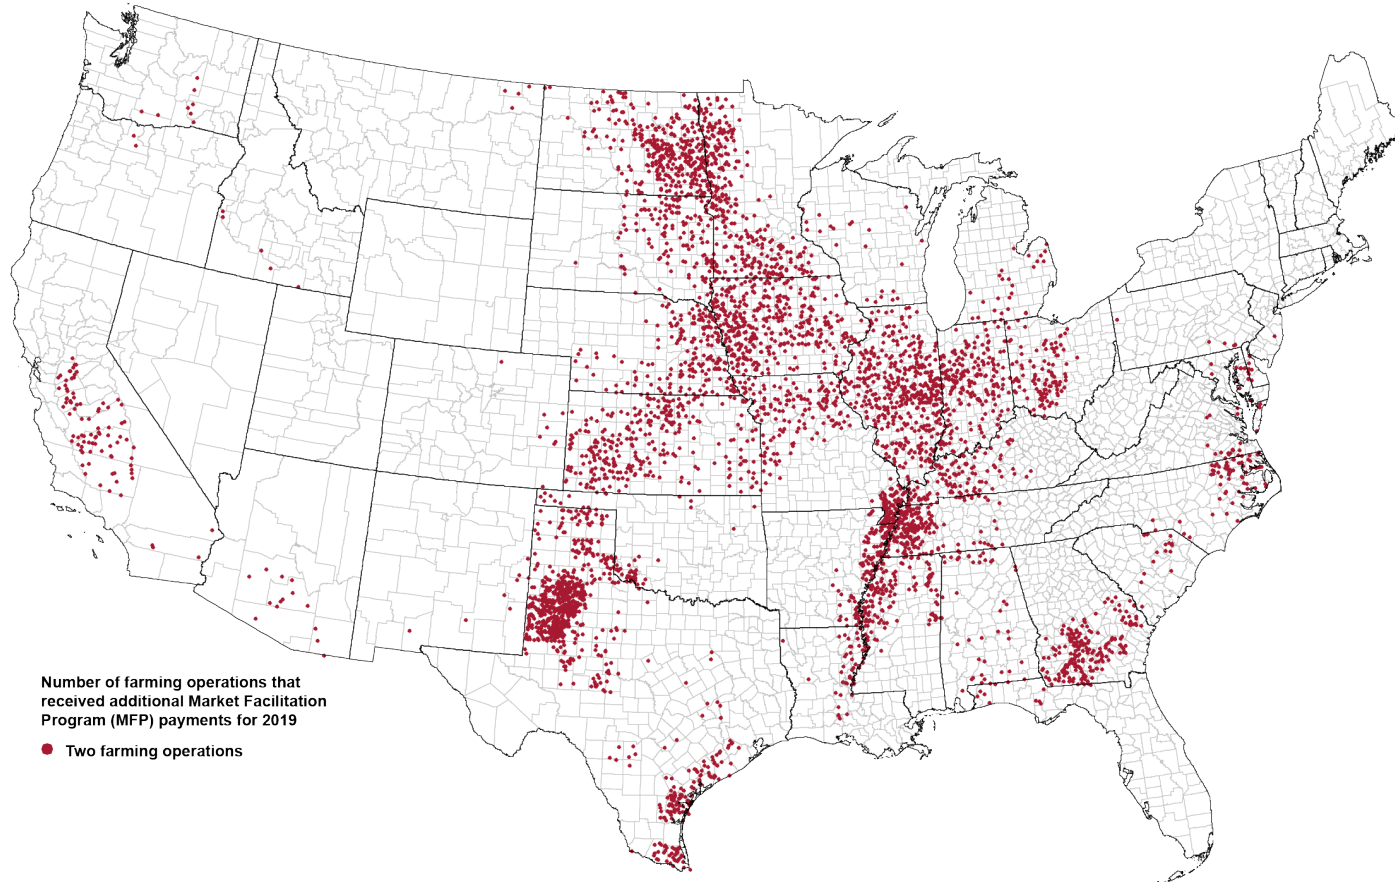 Number of farming operations that
received additional Market Facilitation
Program (MFP) payments for 2019
Two farming operations